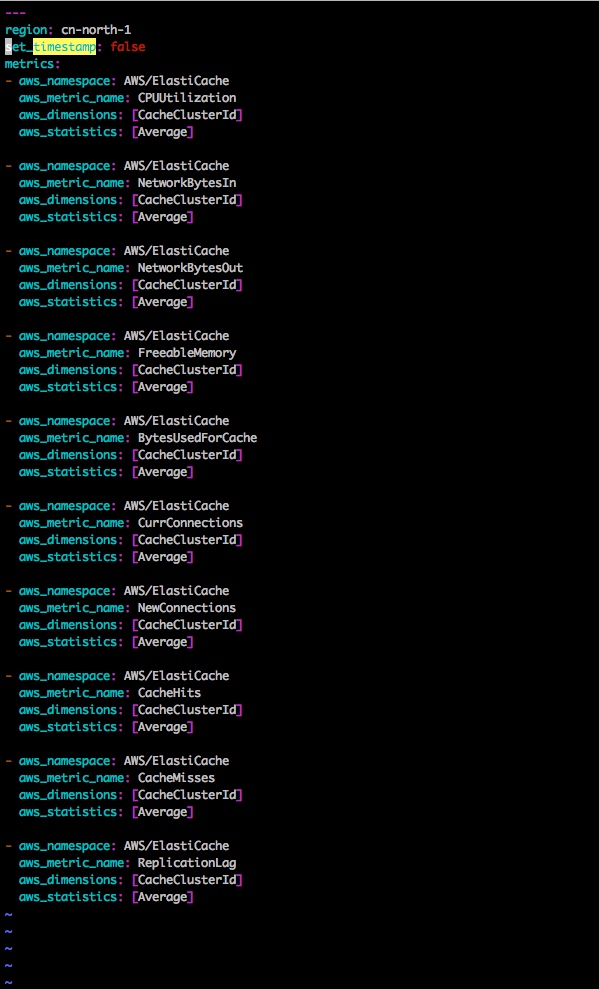 ---
region: cn-north-1
set_timestamp: false
metrics:
- aws_namespace: AWS/ElastiCache
  aws_metric_name: CPUUtilization
  aws_dimensions: [CacheClusterId]
  aws_statistics: [Average]

- aws_namespace: AWS/ElastiCache
  aws_metric_name: NetworkBytesIn
  aws_dimensions: [CacheClusterId]
  aws_statistics: [Average]

- aws_namespace: AWS/ElastiCache
  aws_metric_name: NetworkBytesOut
  aws_dimensions: [CacheClusterId]
  aws_statistics: [Average]

- aws_namespace: AWS/ElastiCache
  aws_metric_name: FreeableMemory
  aws_dimensions: [CacheClusterId]
  aws_statistics: [Average]

- aws_namespace: AWS/ElastiCache
  aws_metric_name: BytesUsedForCache
  aws_dimensions: [CacheClusterId]
  aws_statistics: [Average]

- aws_namespace: AWS/ElastiCache
  aws_metric_name: CurrConnections
  aws_dimensions: [CacheClusterId]
  aws_statistics: [Average]

- aws_namespace: AWS/ElastiCache
  aws_metric_name: NewConnections
  aws_dimensions: [CacheClusterId]
  aws_statistics: [Average]

- aws_namespace: AWS/ElastiCache
  aws_metric_name: CacheHits
  aws_dimensions: [CacheClusterId]
  aws_statistics: [Average]

- aws_namespace: AWS/ElastiCache
  aws_metric_name: CacheMisses
  aws_dimensions: [CacheClusterId]
  aws_statistics: [Average]

- aws_namespace: AWS/ElastiCache
  aws_metric_name: ReplicationLag
  aws_dimensions: [CacheClusterId]
  aws_statistics: [Average]
~
~
~
~
~